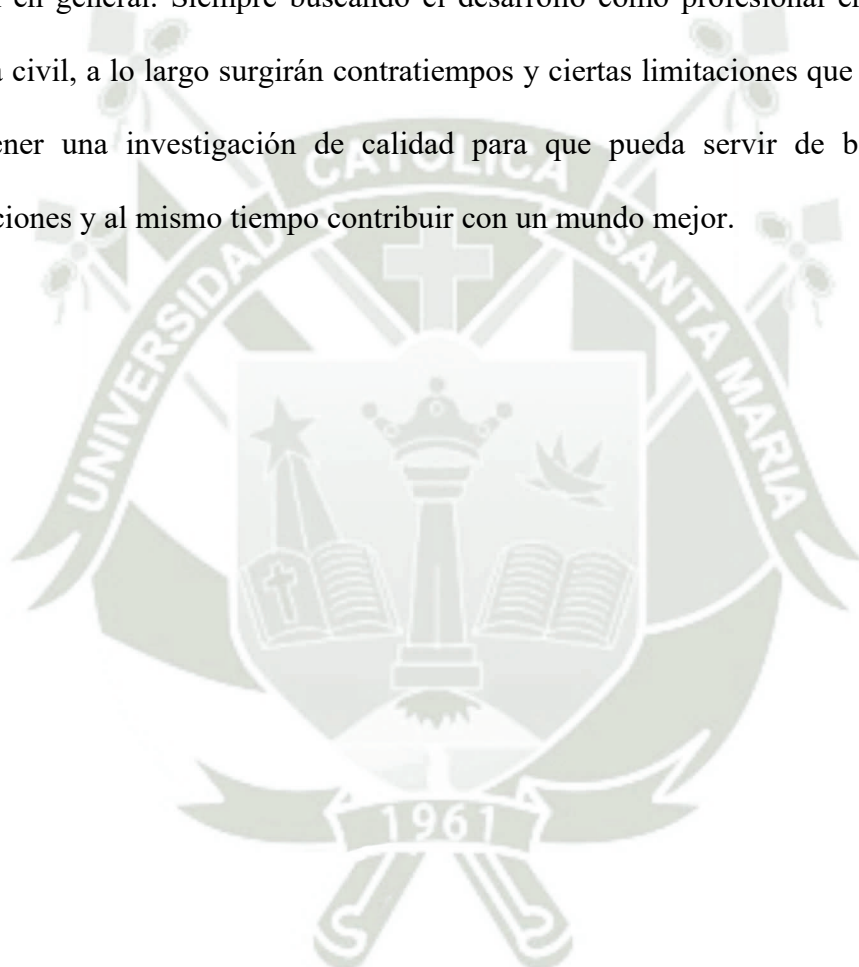 en general. Siempre buscando el desarrollo como profesional
civil, a lo largo surgirán contratiempos y ciertas limitaciones que
ener una investigación de calidad para que pueda servir de b
ciones y al mismo tiempo contribuir con un mundo mejor.
UNIVERSIDAD CATOLICA SANTA MARIA
1961